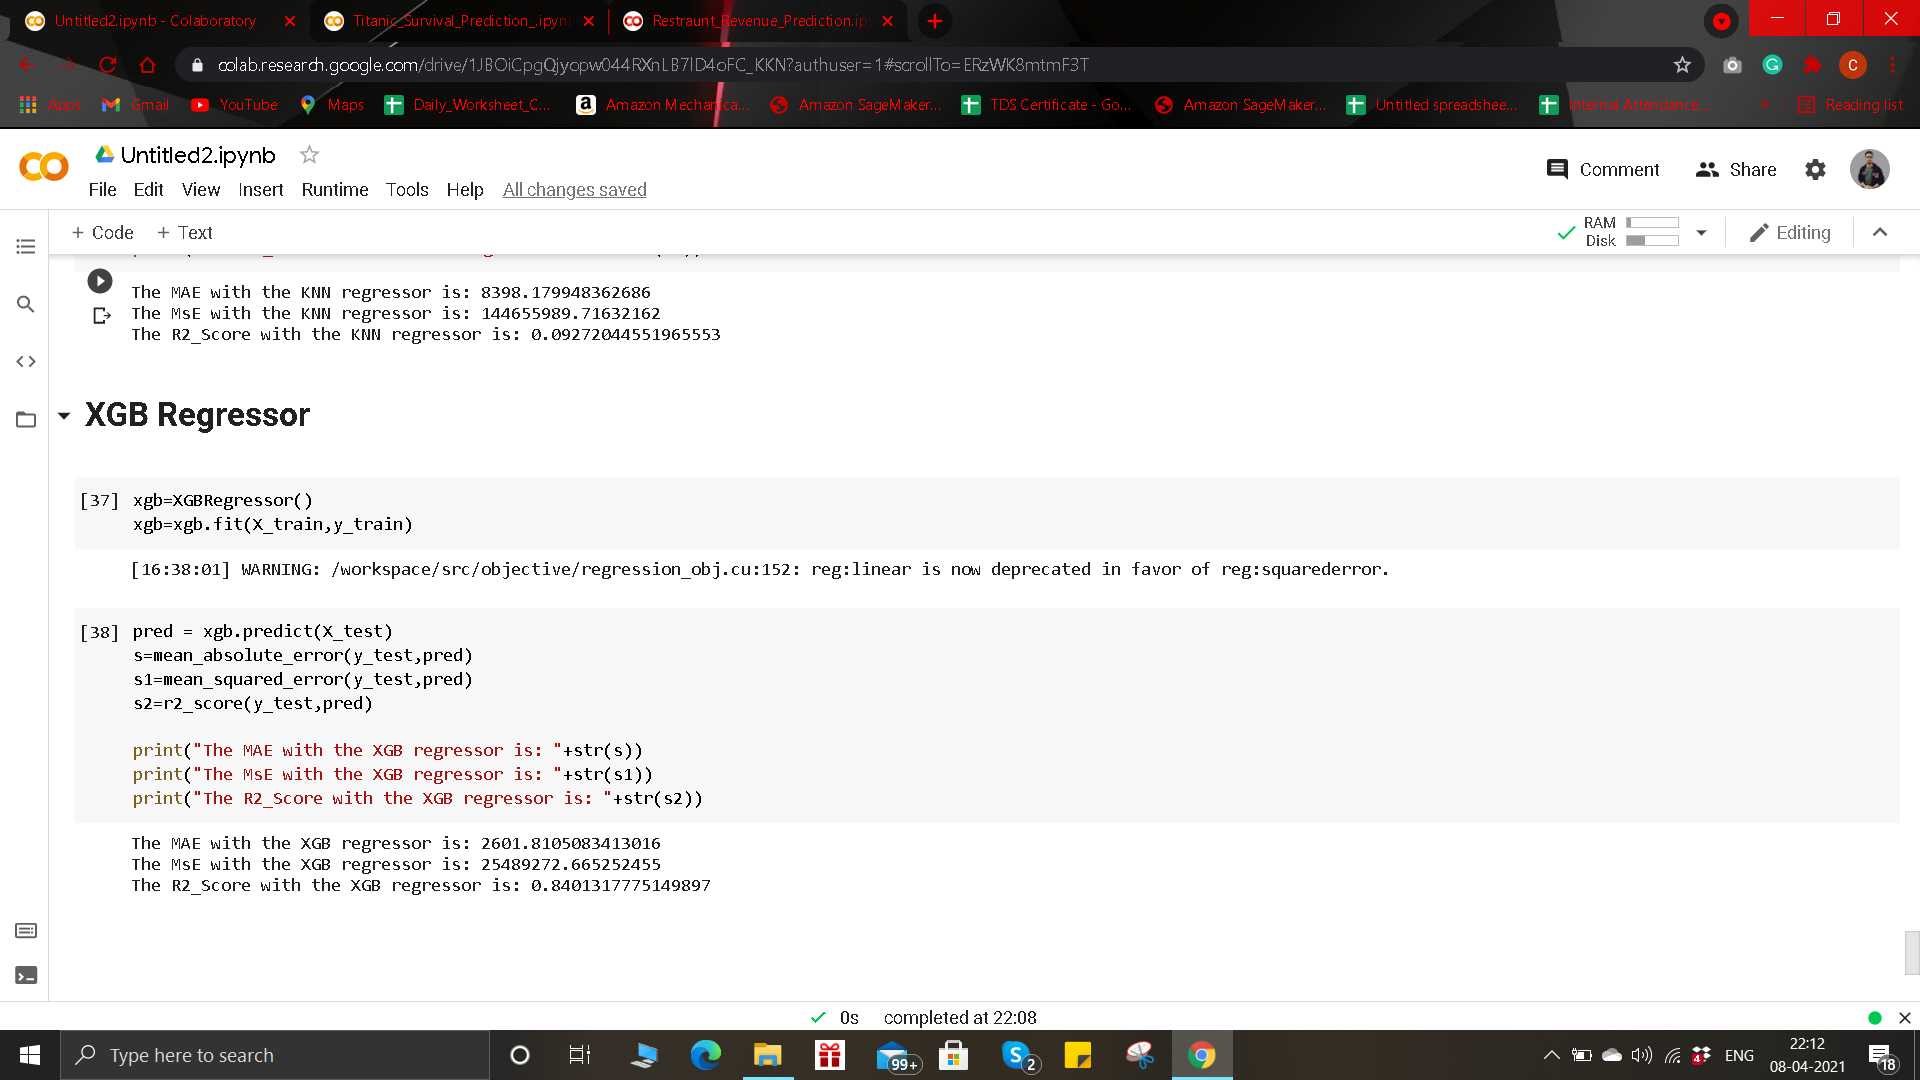 Untitled2.ipynb - Colaboratory
Titanic_Survival_Prediction_.ipyn
Restraunt_Revenue_Prediction.ip
colab.research.google.com/drive/1JBOiCpgQjyopw044RXnLB7lD4oFC_KKN?authuser=1#scrollTo=ERzWK8mtmF3T
C
Apps
Gmail
YouTube
Maps
Daily_Worksheet_C...
Amazon Mechanica...
Amazon SageMaker...
TDS Certificate - Go...
Amazon SageMaker...
Untitled spreadshee...
Internal Attendance...
»
Reading list
Untitled2.ipynb
Comment
Share
File Edit View Insert Runtime Tools Help All changes saved
+ Code + Text
RAM
Disk
Editing
The MAE with the KNN regressor is: 8398.179948362686
The MsE with the KNN regressor is: 144655989.71632162
The R2_Score with the KNN regressor is: 0.09272044551965553
XGB Regressor
[37] xgb=XGBRegressor()
xgb=xgb.fit(X_train,y_train)
[16:38:01] WARNING: /workspace/src/objective/regression_obj.cu:152: reg:linear is now deprecated in favor of reg:squarederror.
[38] pred = xgb.predict(X_test)
s=mean_absolute_error(y_test,pred)
s1=mean_squared_error(y_test,pred)
s2=r2_score(y_test,pred)
print("The MAE with the XGB regressor is: "+str(s))
print("The MsE with the XGB regressor is: "+str(s1))
print("The R2_Score with the XGB regressor is: "+str(s2))
The MAE with the XGB regressor is: 2601.8105083413016
The MsE with the XGB regressor is: 25489272.665252455
The R2_Score with the XGB regressor is: 0.8401317775149897
0s completed at 22:08
Type here to search
99+
S
2
4
ENG
22:12
08-04-2021
18